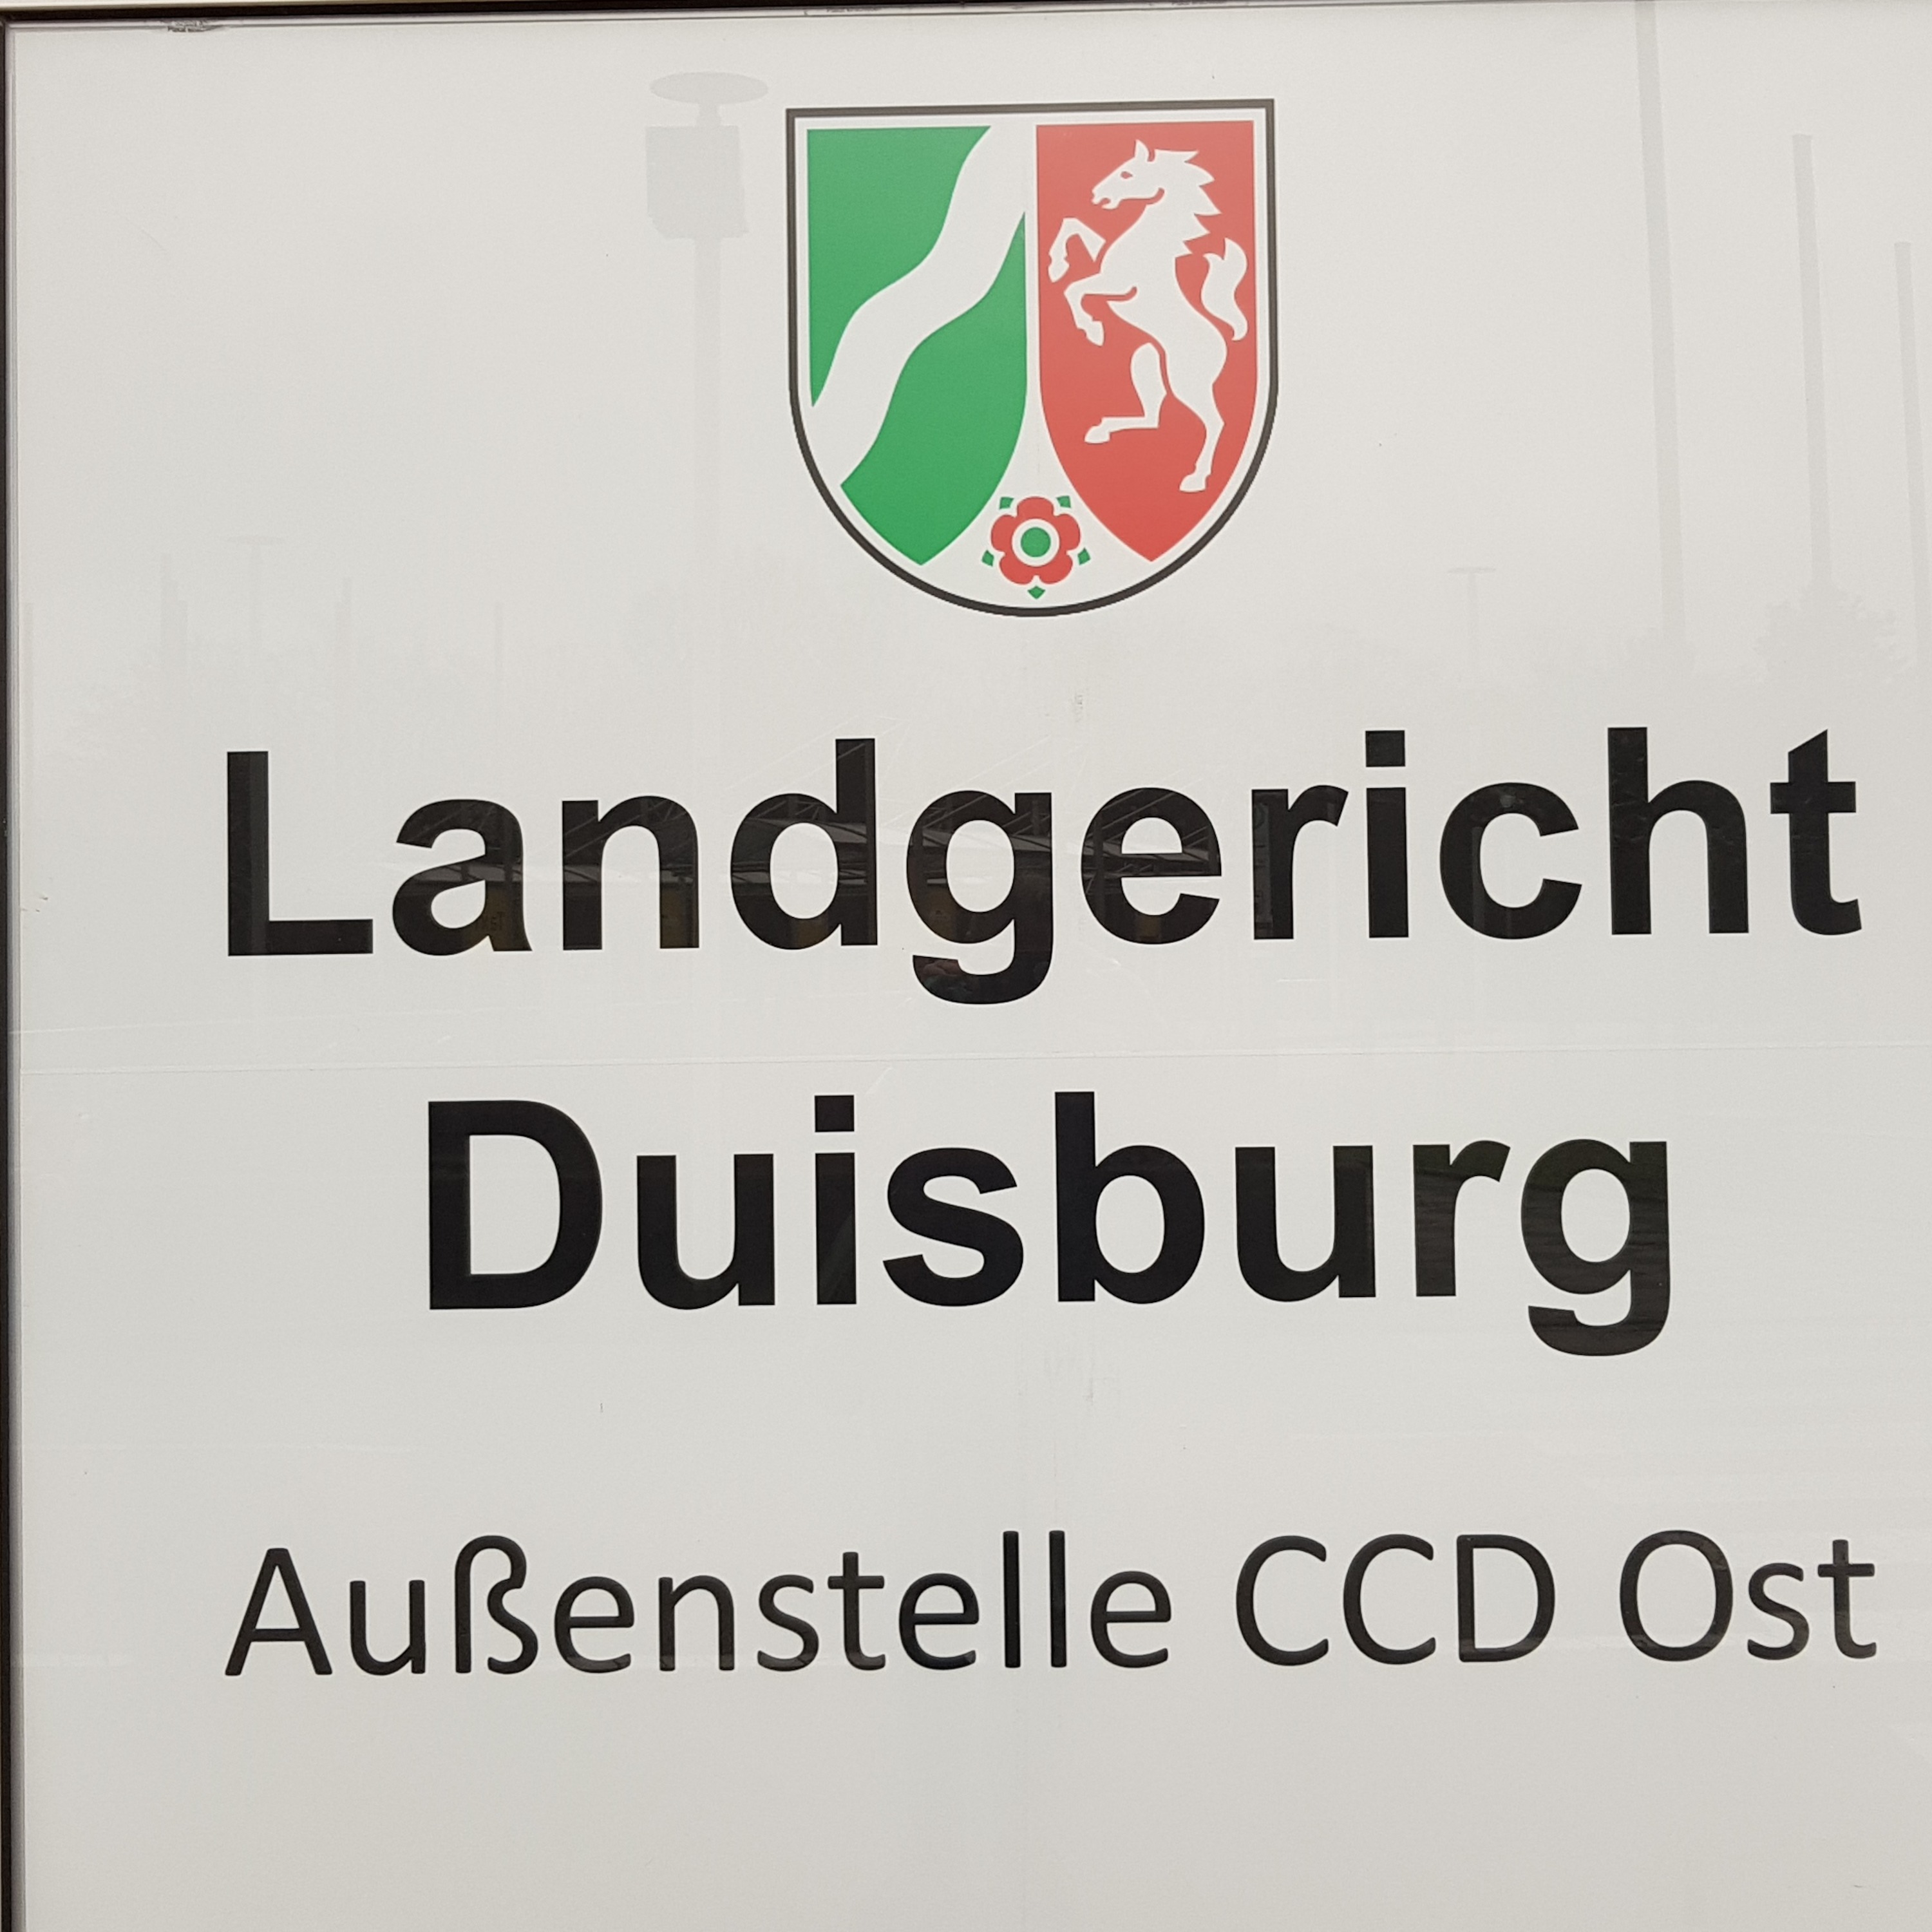 Landgericht
Duisburg
Außenstelle CCD Ost